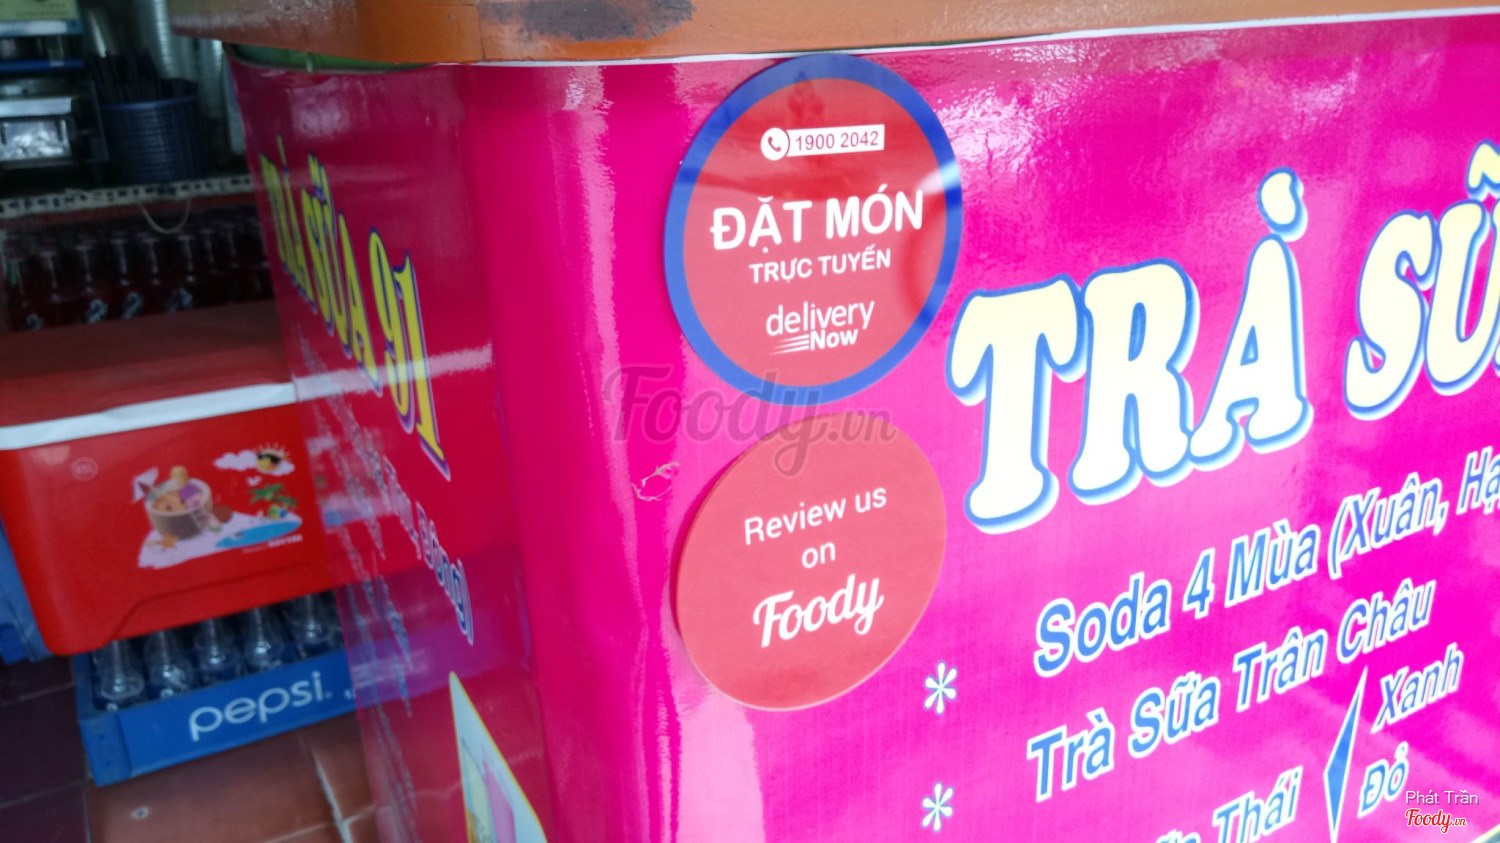 TRÀ SỮA 91
1900 2042
ĐẶT MÓN
TRỰC TUYẾN
delivery
Now
Foody.vn
Review us
on
Foody
TRÀ SỮ
Soda 4 Mùa (Xuân, Hạ
* Trà Sữa Trân Châu
Xanh
* Thái
Đỏ
pepsi
Phát Trần
Foody.vn